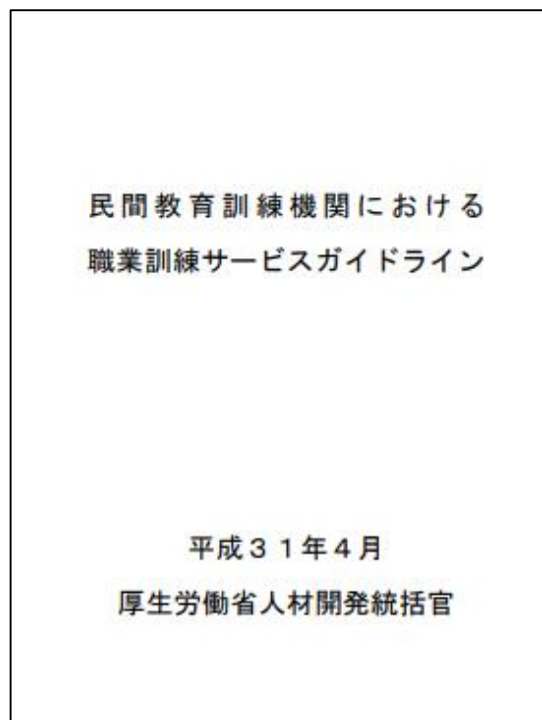 民間教育訓練機関における
職業訓練サービスガイドライン
平成３１年４月
厚生労働省人材開発統括官